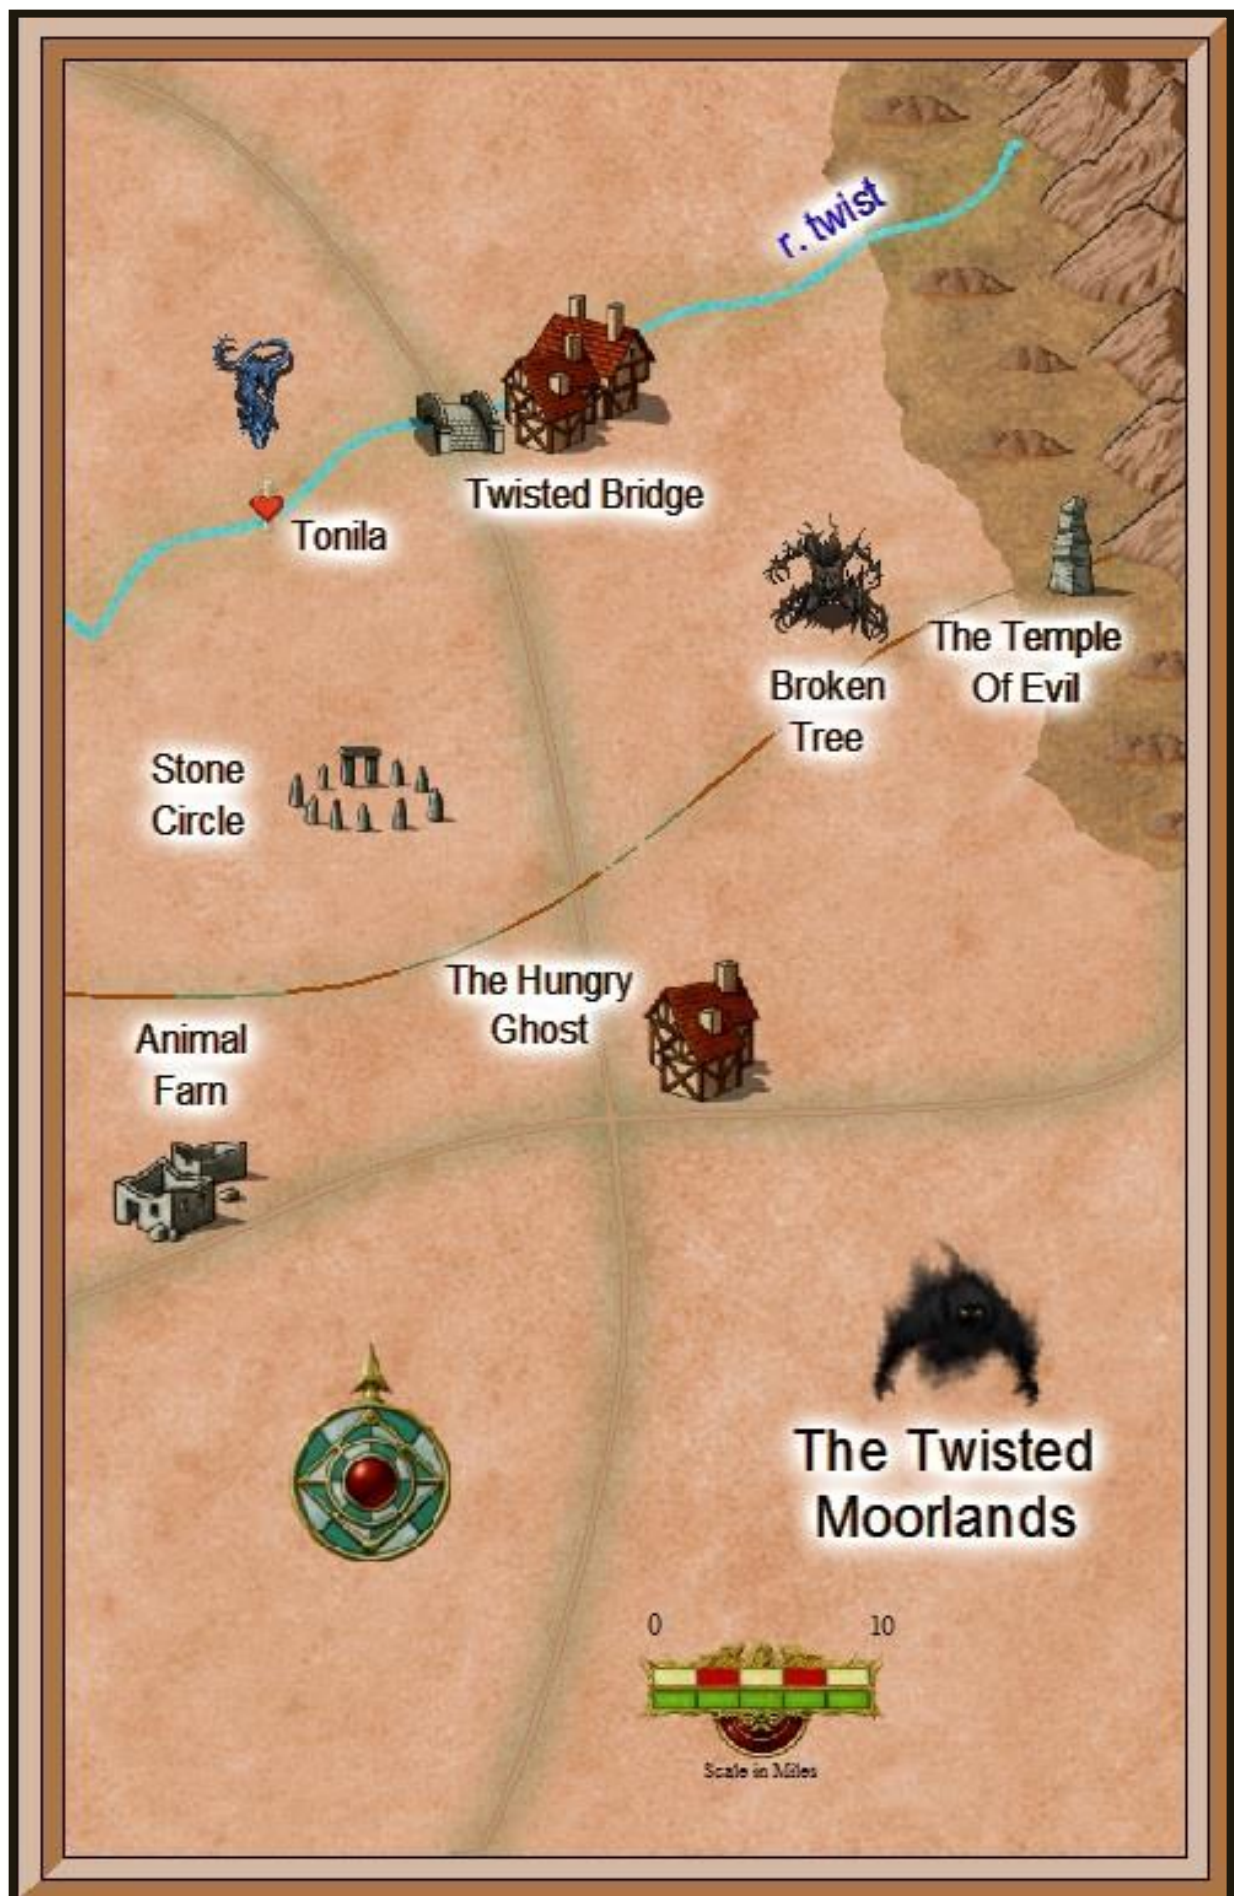 r. twist
Twisted Bridge
Tonila
The Temple
Of Evil
Broken
Tree
Stone
Circle
The Hungry
Ghost
Animal
Farn
The Twisted
Moorlands
0 10
Scale in Miles